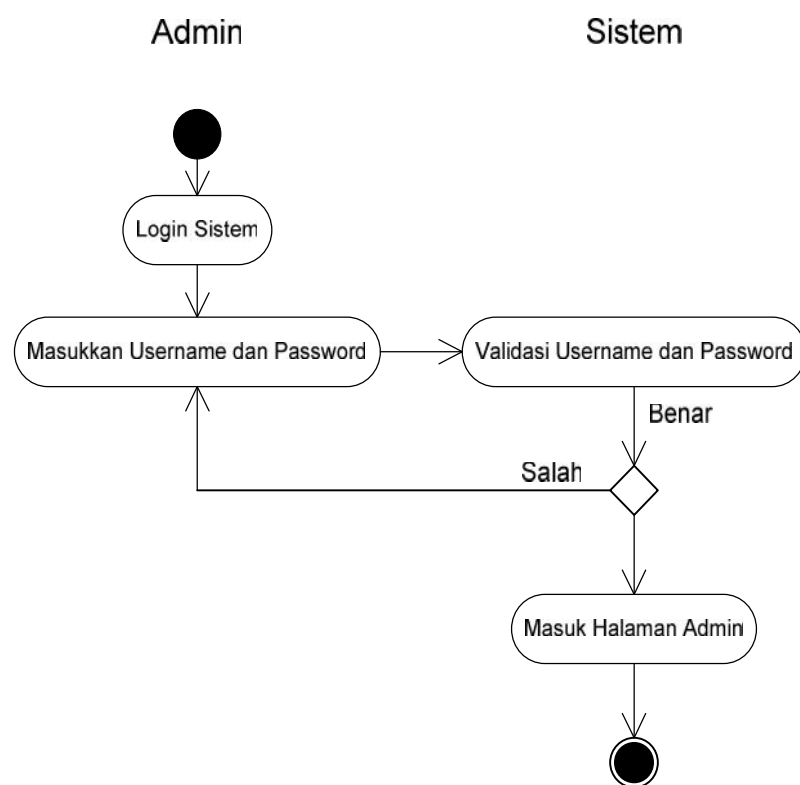 Admin
Sistem
Login Sistem
Masukkan Username dan Password
Validasi Username dan Password
Benar
Salah
Masuk Halaman Admin